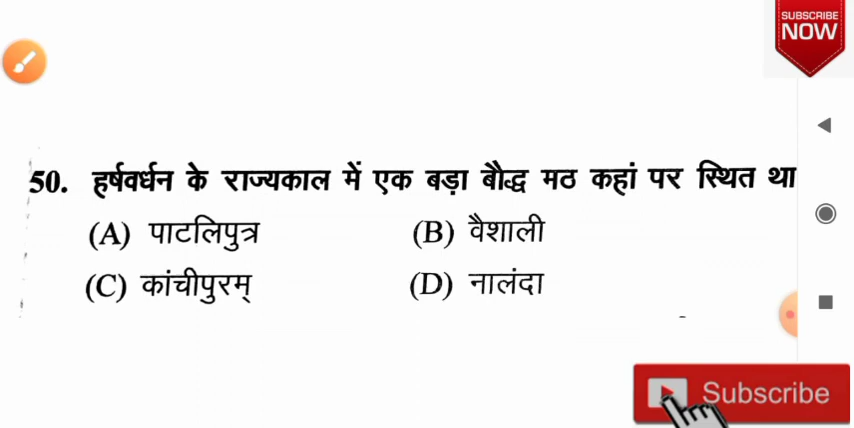 SUBSCRIBE
NOW
50. हर्षवर्धन के राज्यकाल में एक बड़ा बौद्ध मठ कहां पर स्थित था
(A) पाटलिपुत्र (B) वैशाली
(C) कांचीपुरम् (D) नालंदा
Subscribe